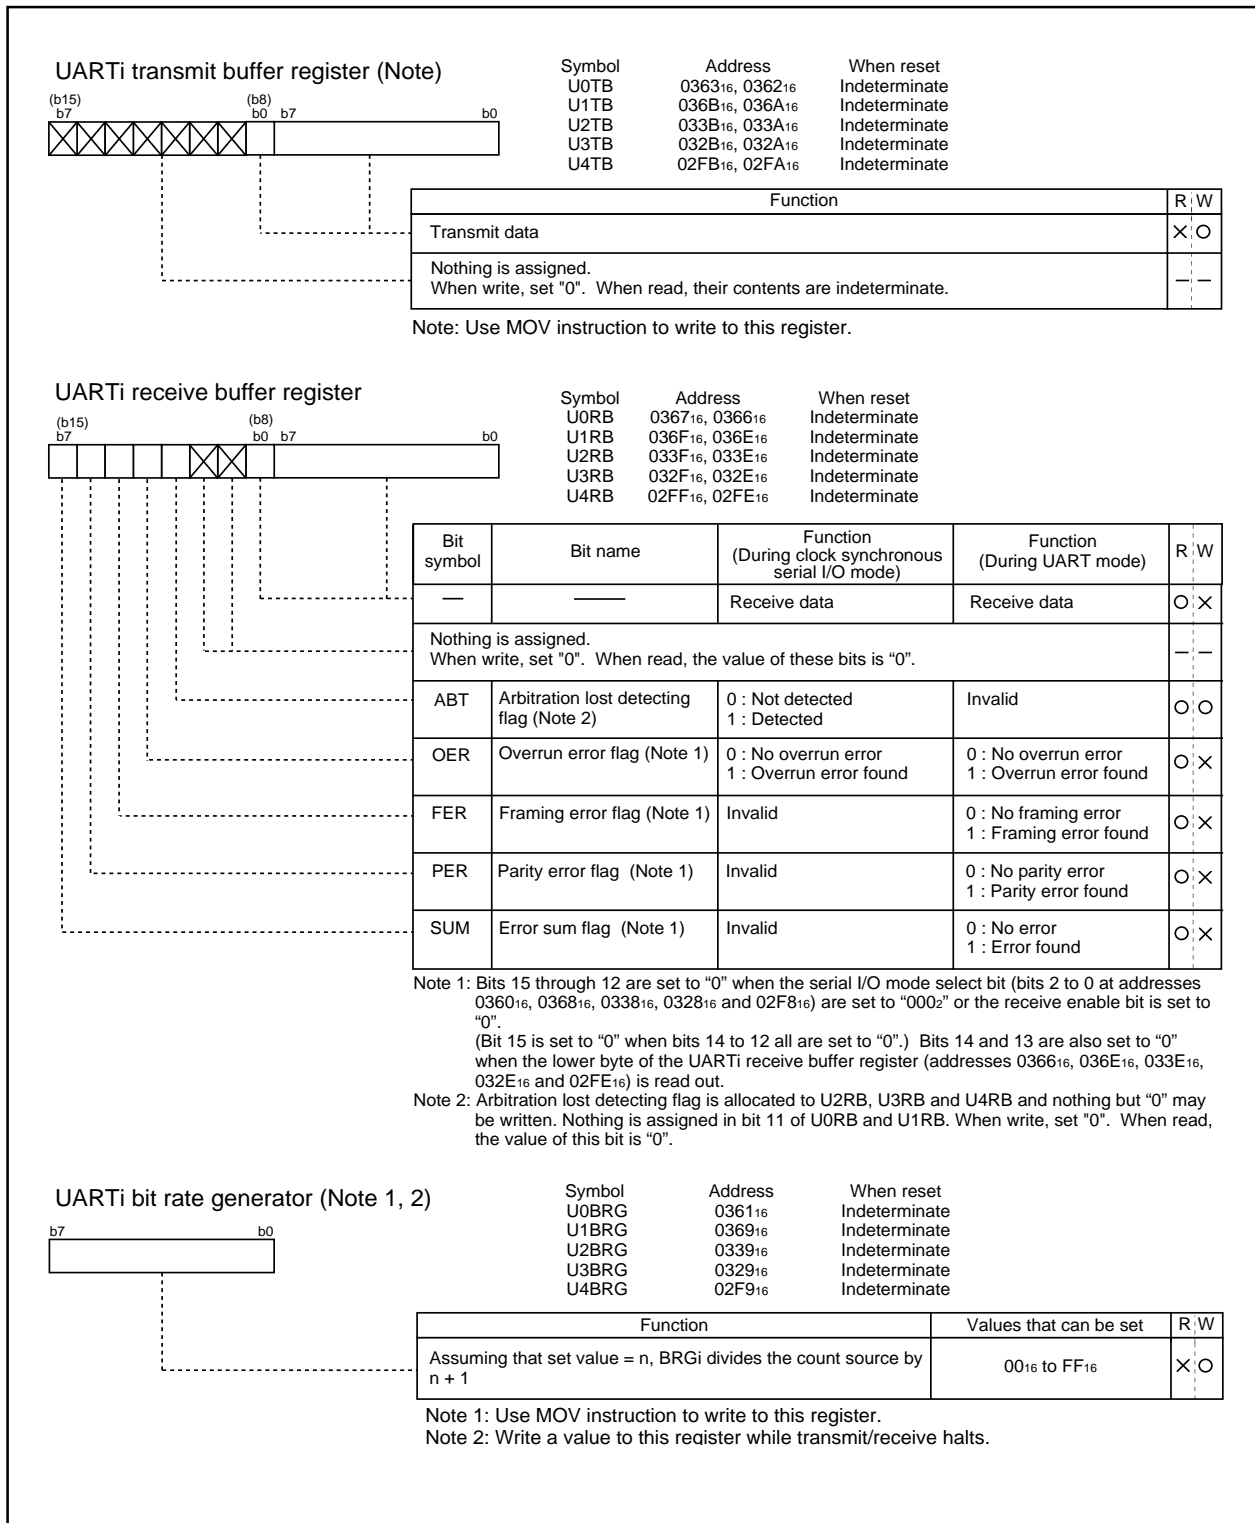 UARTi transmit buffer register (Note)
Symbol Address When reset
U0TB 0363₁₆, 0362₁₆ Indeterminate
U1TB 036B₁₆, 036A₁₆ Indeterminate
U2TB 033B₁₆, 033A₁₆ Indeterminate
U3TB 032B₁₆, 032A₁₆ Indeterminate
U4TB 02FB₁₆, 02FA₁₆ Indeterminate
(b15) (b8)
b7 b0 b7 b0
Function R W
Transmit data X O
Nothing is assigned.
When write, set "0". When read, their contents are indeterminate. – –
Note: Use MOV instruction to write to this register.
UARTi receive buffer register
Symbol Address When reset
U0RB 0367₁₆, 0366₁₆ Indeterminate
U1RB 036F₁₆, 036E₁₆ Indeterminate
U2RB 033F₁₆, 033E₁₆ Indeterminate
U3RB 032F₁₆, 032E₁₆ Indeterminate
U4RB 02FF₁₆, 02FE₁₆ Indeterminate
(b15) (b8)
b7 b0 b7 b0
Bit symbol Bit name Function (During clock synchronous serial I/O mode) Function (During UART mode) R W
— — Receive data Receive data O X
Nothing is assigned.
When write, set "0". When read, the value of these bits is “0”. – –
ABT Arbitration lost detecting flag (Note 2) 0 : Not detected 1 : Detected Invalid O O
OER Overrun error flag (Note 1) 0 : No overrun error 1 : Overrun error found 0 : No overrun error 1 : Overrun error found O X
FER Framing error flag (Note 1) Invalid 0 : No framing error 1 : Framing error found O X
PER Parity error flag (Note 1) Invalid 0 : No parity error 1 : Parity error found O X
SUM Error sum flag (Note 1) Invalid 0 : No error 1 : Error found O X
Note 1: Bits 15 through 12 are set to “0” when the serial I/O mode select bit (bits 2 to 0 at addresses
0360₁₆, 0368₁₆, 0338₁₆, 0328₁₆ and 02F8₁₆) are set to “000₂” or the receive enable bit is set to
“0”.
(Bit 15 is set to “0” when bits 14 to 12 all are set to “0”.) Bits 14 and 13 are also set to “0”
when the lower byte of the UARTi receive buffer register (addresses 0366₁₆, 036E₁₆, 033E₁₆,
032E₁₆ and 02FE₁₆) is read out.
Note 2: Arbitration lost detecting flag is allocated to U2RB, U3RB and U4RB and nothing but “0” may
be written. Nothing is assigned in bit 11 of U0RB and U1RB. When write, set "0". When read,
the value of this bit is “0”.
UARTi bit rate generator (Note 1, 2)
Symbol Address When reset
U0BRG 0361₁₆ Indeterminate
U1BRG 0369₁₆ Indeterminate
U2BRG 0339₁₆ Indeterminate
U3BRG 0329₁₆ Indeterminate
U4BRG 02F9₁₆ Indeterminate
b7 b0
Function Values that can be set R W
Assuming that set value = n, BRGi divides the count source by
n + 1 00₁₆ to FF₁₆ X O
Note 1: Use MOV instruction to write to this register.
Note 2: Write a value to this register while transmit/receive halts.